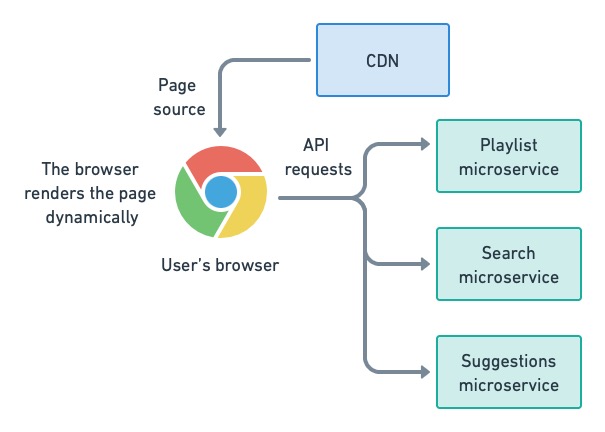 CDN
Page
source
API
requests
Playlist
microservice
The browser
renders the page
dynamically
Search
microservice
User’s browser
Suggestions
microservice